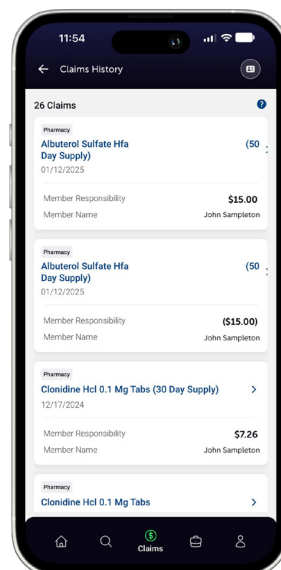 11:54
Claims History
26 Claims
Pharmacy
Albuterol Sulfate Hfa (50
Day Supply)
01/12/2025
Member Responsibility $15.00
Member Name John Sampleton
Pharmacy
Albuterol Sulfate Hfa (50
Day Supply)
01/12/2025
Member Responsibility ($15.00)
Member Name John Sampleton
Pharmacy
Clonidine Hcl 0.1 Mg Tabs (30 Day Supply)
12/17/2024
Member Responsibility $7.26
Member Name John Sampleton
Pharmacy
Clonidine Hcl 0.1 Mg Tabs
Claims